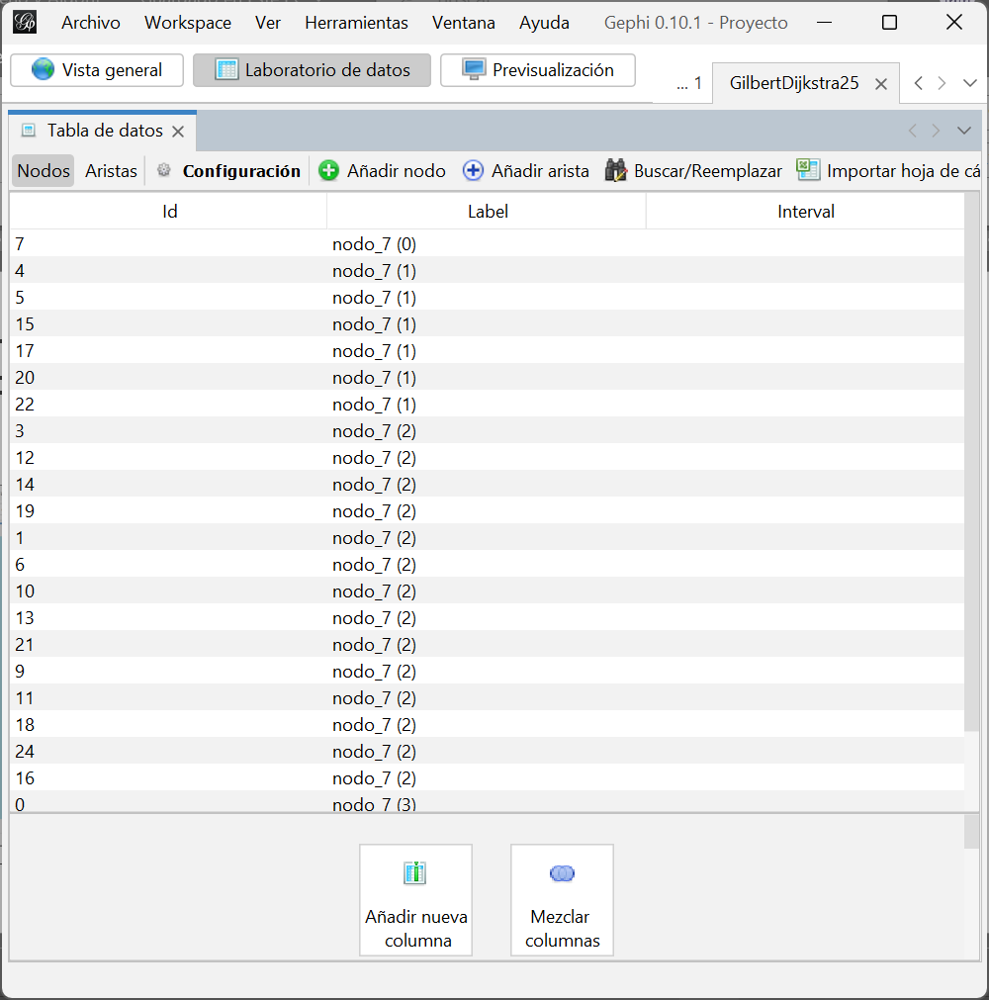 Archivo Workspace Ver Herramientas Ventana Ayuda Gephi 0.10.1 - Proyecto
Vista general Laboratorio de datos Previsualización ... 1 GilbertDijkstra25
Tabla de datos
Nodos Aristas Configuración Añadir nodo Añadir arista Buscar/Reemplazar Importar hoja de cá
Id Label Interval
7 nodo_7 (0)
4 nodo_7 (1)
5 nodo_7 (1)
15 nodo_7 (1)
17 nodo_7 (1)
20 nodo_7 (1)
22 nodo_7 (1)
3 nodo_7 (2)
12 nodo_7 (2)
14 nodo_7 (2)
19 nodo_7 (2)
1 nodo_7 (2)
6 nodo_7 (2)
10 nodo_7 (2)
13 nodo_7 (2)
21 nodo_7 (2)
9 nodo_7 (2)
11 nodo_7 (2)
18 nodo_7 (2)
24 nodo_7 (2)
16 nodo_7 (2)
0 nodo_7 (3)
Añadir nueva
columna
Mezclar
columnas